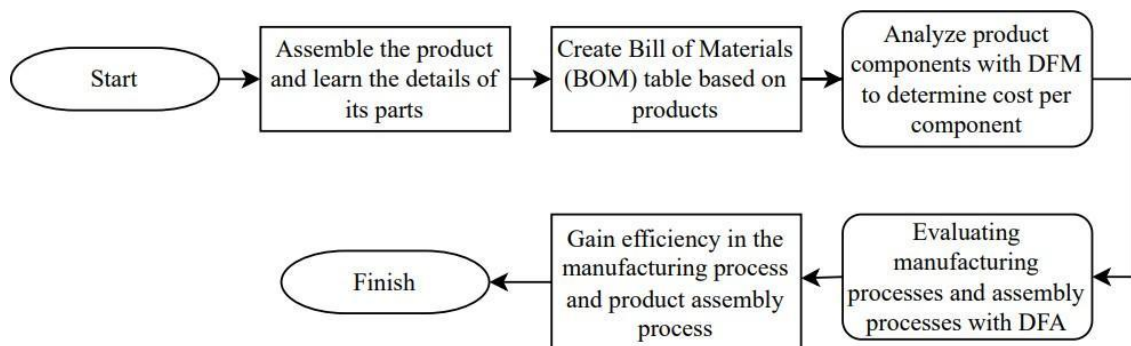 Start
Assemble the product
and learn the details of
its parts
Create Bill of Materials
(BOM) table based on
products
Analyze product
components with DFM
to determine cost per
component
Evaluating
manufacturing
processes and assembly
processes with DFA
Gain efficiency in the
manufacturing process
and product assembly
process
Finish